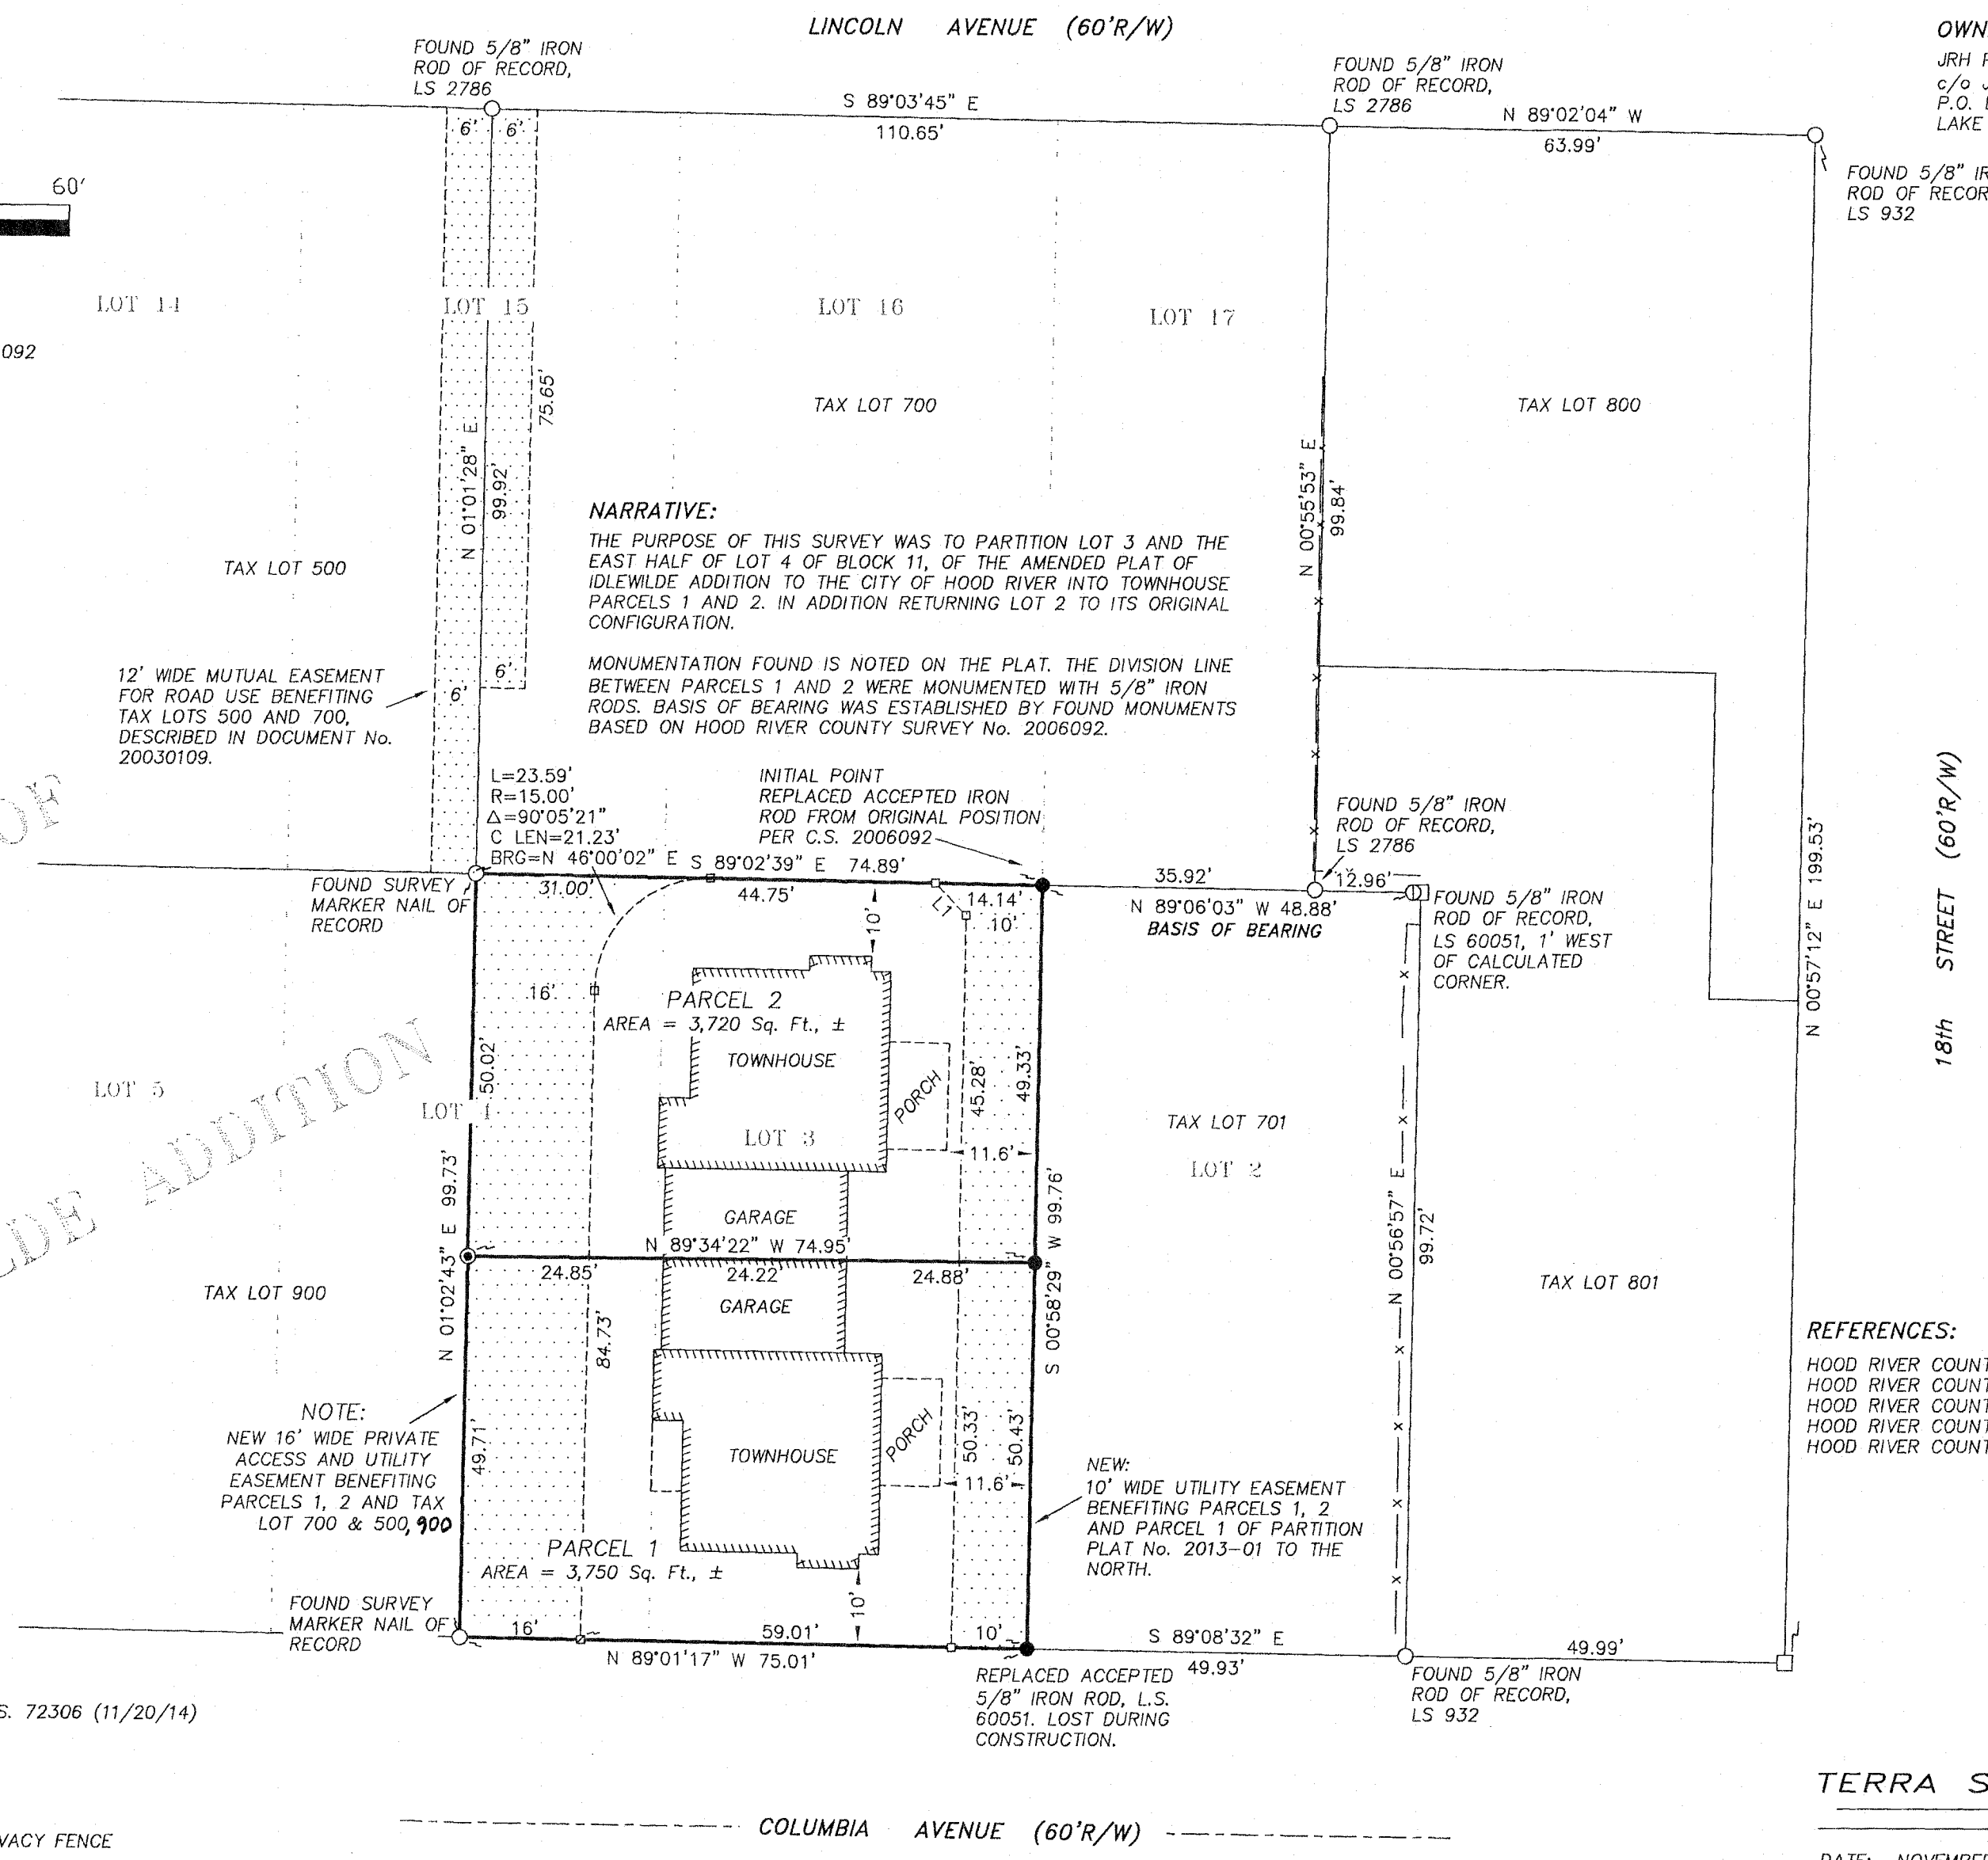 LINCOLN AVENUE (60'R/W)
FOUND 5/8" IRON
ROD OF RECORD,
LS 2786
S 89°03'45" E
110.65'
FOUND 5/8" IRON
ROD OF RECORD,
LS 2786
N 89°02'04" W
63.99'
OWN
JRH
c/o
P.O.
LAKE
FOUND 5/8"
ROD OF RECOR
LS 932
60'
6'
6'
LOT 14
LOT 15
LOT 16
LOT 17
092
75.65'
TAX LOT 700
TAX LOT 800
N 01°01'28" E
99.92'
N 00°55'53" E
99.84'
TAX LOT 500
NARRATIVE:
THE PURPOSE OF THIS SURVEY WAS TO PARTITION LOT 3 AND THE
EAST HALF OF LOT 4 OF BLOCK 11, OF THE AMENDED PLAT OF
IDLEWILDE ADDITION TO THE CITY OF HOOD RIVER INTO TOWNHOUSE
PARCELS 1 AND 2. IN ADDITION RETURNING LOT 2 TO ITS ORIGINAL
CONFIGURATION.
MONUMENTATION FOUND IS NOTED ON THE PLAT. THE DIVISION LINE
BETWEEN PARCELS 1 AND 2 WERE MONUMENTED WITH 5/8" IRON
RODS. BASIS OF BEARING WAS ESTABLISHED BY FOUND MONUMENTS
BASED ON HOOD RIVER COUNTY SURVEY No. 2006092.
12' WIDE MUTUAL EASEMENT
FOR ROAD USE BENEFITING
TAX LOTS 500 AND 700,
DESCRIBED IN DOCUMENT No.
20030109.
6'
6'
OF
L=23.59'
R=15.00'
Δ=90°05'21"
C LEN=21.23'
BRG=N 46°00'02" E
INITIAL POINT
REPLACED ACCEPTED IRON
ROD FROM ORIGINAL POSITION
PER C.S. 2006092
S 89°02'39" E 74.89'
FOUND 5/8" IRON
ROD OF RECORD,
LS 2786
18th STREET (60'R/W)
N 00°57'12" E 199.53'
FOUND SURVEY
MARKER NAIL OF
RECORD
31.00'
44.75'
14.14'
L1
10'
10'
35.92'
12.96'
N 89°06'03" W 48.88'
BASIS OF BEARING
FOUND 5/8" IRON
ROD OF RECORD,
LS 60051, 1' WEST
OF CALCULATED
CORNER.
16'
PARCEL 2
AREA = 3,720 Sq. Ft., ±
TOWNHOUSE
PORCH
50.02'
45.28'
49.33'
LOT 5
LOT 4
LOT 3
11.6'
TAX LOT 701
LOT 2
LDE ADDITION
GARAGE
N 89°34'22" W 74.95'
24.85'
24.22'
24.88'
GARAGE
N 01°02'43" E 99.73'
S 00°58'29" W 99.76'
N 00°56'57" E
99.72'
TAX LOT 900
TAX LOT 801
84.73'
REFERENCES:
HOOD RIVER COUNT
HOOD RIVER COUNT
HOOD RIVER COUNT
HOOD RIVER COUNT
HOOD RIVER COUNT
NOTE:
NEW 16' WIDE PRIVATE
ACCESS AND UTILITY
EASEMENT BENEFITING
PARCELS 1, 2 AND TAX
LOT 700 & 500, 900
49.71'
TOWNHOUSE
PORCH
50.33'
50.43'
11.6'
NEW:
10' WIDE UTILITY EASEMENT
BENEFITING PARCELS 1, 2
AND PARCEL 1 OF PARTITION
PLAT No. 2013-01 TO THE
NORTH.
PARCEL 1
AREA = 3,750 Sq. Ft., ±
10'
FOUND SURVEY
MARKER NAIL OF
RECORD
16'
59.01'
10'
N 89°01'17" W 75.01'
S 89°08'32" E
49.93'
49.99'
REPLACED ACCEPTED
5/8" IRON ROD, L.S.
60051. LOST DURING
CONSTRUCTION.
FOUND 5/8" IRON
ROD OF RECORD,
LS 932
S. 72306 (11/20/14)
TERRA S
COLUMBIA AVENUE (60'R/W)
VACY FENCE
DATE: NOVEMBER